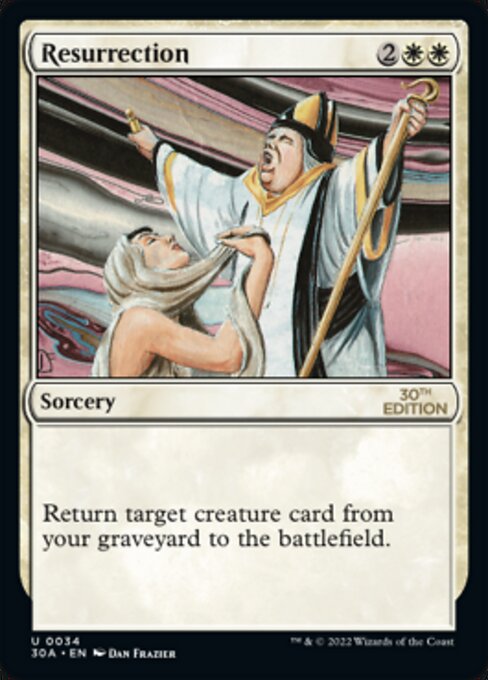 Resurrection 2
Sorcery
30TH
EDITION
Return target creature card from
your graveyard to the battlefield.
U 0034
30A • EN Dan Frazier
™ & © 2022 Wizards of the Coast